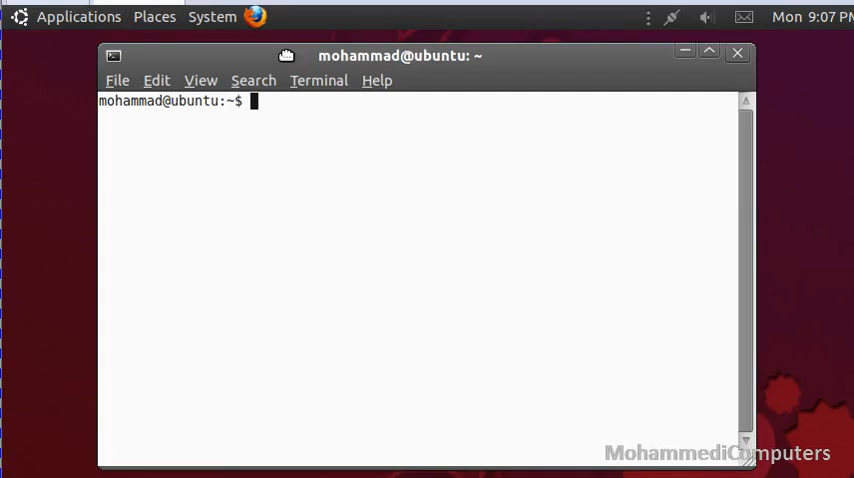 Applications Places System Mon 9:07 PM
mohammad@ubuntu: ~
File Edit View Search Terminal Help
mohammad@ubuntu:~$
MohammediComputers